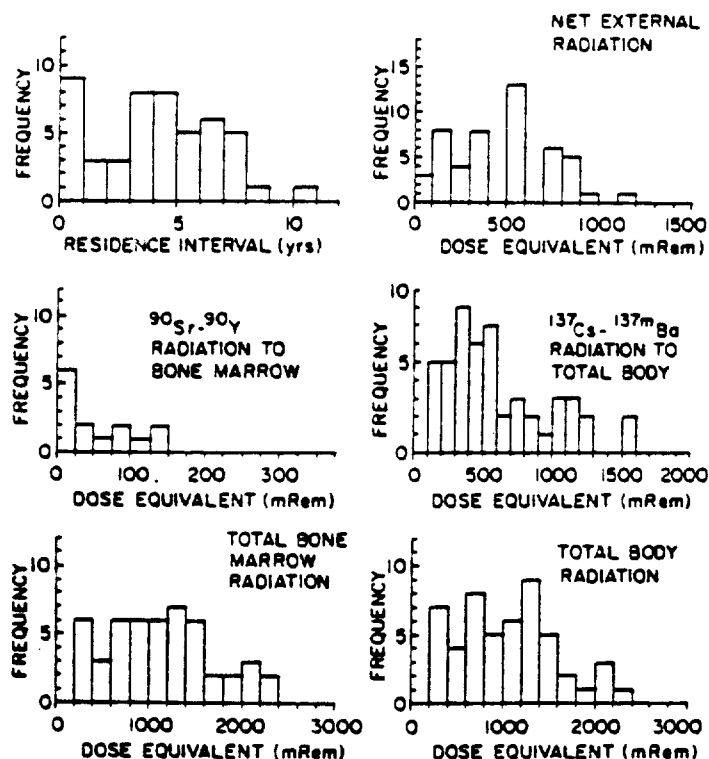 FREQUENCY
10
5
0
0 5 10
RESIDENCE INTERVAL (yrs)
NET EXTERNAL
RADIATION
FREQUENCY
15
10
5
0
0 500 1000 1500
DOSE EQUIVALENT (mRem)
90Sr-90Y
RADIATION TO
BONE MARROW
FREQUENCY
10
5
0
0 100 200 300
DOSE EQUIVALENT (mRem)
137Cs-137mBa
RADIATION TO
TOTAL BODY
FREQUENCY
10
5
0
0 500 1000 1500 2000
DOSE EQUIVALENT (mRem)
TOTAL BONE
MARROW
RADIATION
FREQUENCY
10
5
0
0 1000 2000 3000
DOSE EQUIVALENT (mRem)
TOTAL BODY
RADIATION
FREQUENCY
10
5
0
0 1000 2000 3000
DOSE EQUIVALENT (mRem)